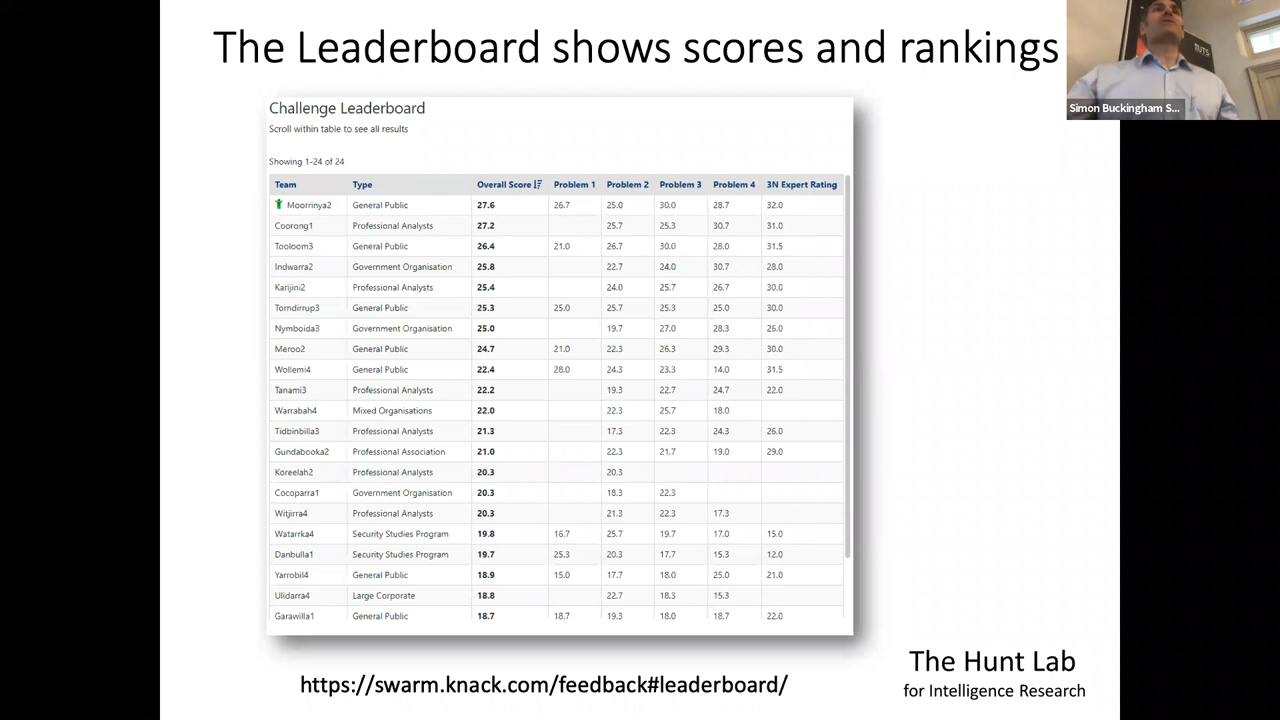 The Leaderboard shows scores and rankings
UTS
Simon Buckingham S...
Challenge Leaderboard
Scroll within table to see all results
Showing 1-24 of 24
Team Type Overall Score Problem 1 Problem 2 Problem 3 Problem 4 3N Expert Rating
Moorrinya2 General Public 27.6 26.7 25.0 30.0 28.7 32.0
Coorong1 Professional Analysts 27.2 25.7 25.3 30.7 31.0
Tooloom3 General Public 26.4 21.0 26.7 30.0 28.0 31.5
Indwarra2 Government Organisation 25.8 22.7 24.0 30.7 28.0
Karijini2 Professional Analysts 25.4 24.0 25.7 26.7 30.0
Torndirrup3 General Public 25.3 25.0 25.7 25.3 25.0 30.0
Nymboida3 Government Organisation 25.0 19.7 27.0 28.3 26.0
Meroo2 General Public 24.7 21.0 22.3 26.3 29.3 30.0
Wollemi4 General Public 22.4 28.0 24.3 23.3 14.0 31.5
Tanami3 Professional Analysts 22.2 19.3 22.7 24.7 22.0
Warrabah4 Mixed Organisations 22.0 22.3 25.7 18.0
Tidbinbilla3 Professional Analysts 21.3 17.3 22.3 24.3 26.0
Gundabooka2 Professional Association 21.0 22.3 21.7 19.0 29.0
Koreelah2 Professional Analysts 20.3 20.3
Cocoparra1 Government Organisation 20.3 18.3 22.3
Witjirra4 Professional Analysts 20.3 21.3 22.3 17.3
Watarrka4 Security Studies Program 19.8 16.7 25.7 19.7 17.0 15.0
Danbulla1 Security Studies Program 19.7 25.3 20.3 17.7 15.3 12.0
Yarrobil4 General Public 18.9 15.0 17.7 18.0 25.0 21.0
Ulidarra4 Large Corporate 18.8 22.7 18.3 15.3
Garawilla1 General Public 18.7 18.7 19.3 18.0 18.7 22.0
https://swarm.knack.com/feedback#leaderboard/
The Hunt Lab
for Intelligence Research